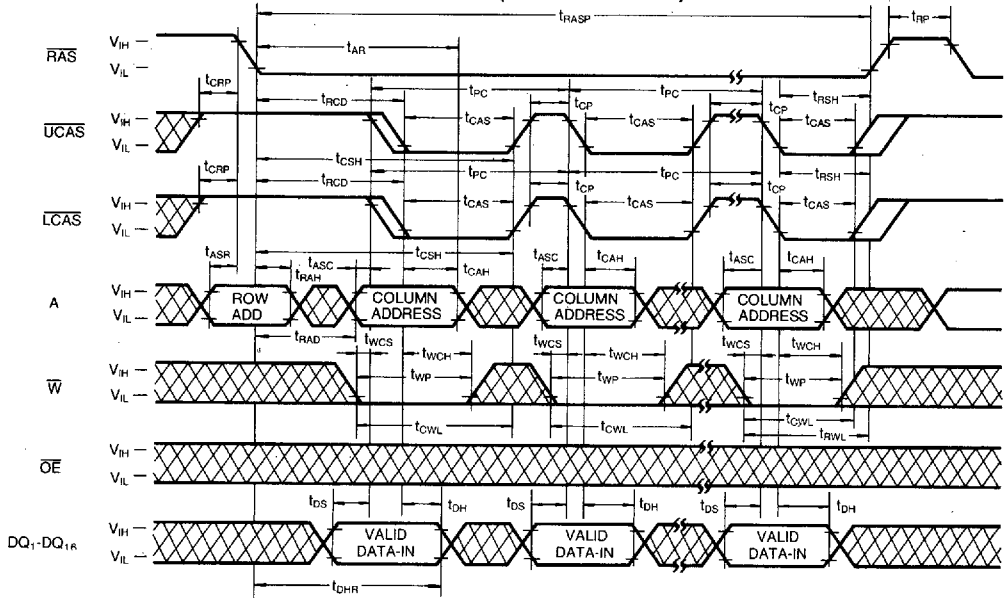 tRASP
tRP
tAR
RAS
VIH
VIL
tCRP
tRCD
tPC
tPC
tCP
tCP
tRSH
UCAS
VIH
VIL
tCAS
tCAS
tCAS
tCSH
tCRP
tRCD
tPC
tPC
tCP
tCP
tRSH
LCAS
VIH
VIL
tCAS
tCAS
tCAS
tCSH
tASR
tRAH
tASC
tCAH
tASC
tCAH
tASC
tCAH
A
VIH
VIL
ROW ADD
COLUMN ADDRESS
COLUMN ADDRESS
COLUMN ADDRESS
tRAD
tWCS
tWCH
tWCS
tWCH
tWCS
tWCH
W
VIH
VIL
tWP
tWP
tWP
tCWL
tCWL
tCWL
tRWL
OE
VIH
VIL
tDS
tDH
tDS
tDH
tDS
tDH
DQ1-DQ16
VIH
VIL
VALID DATA-IN
VALID DATA-IN
VALID DATA-IN
tDHR